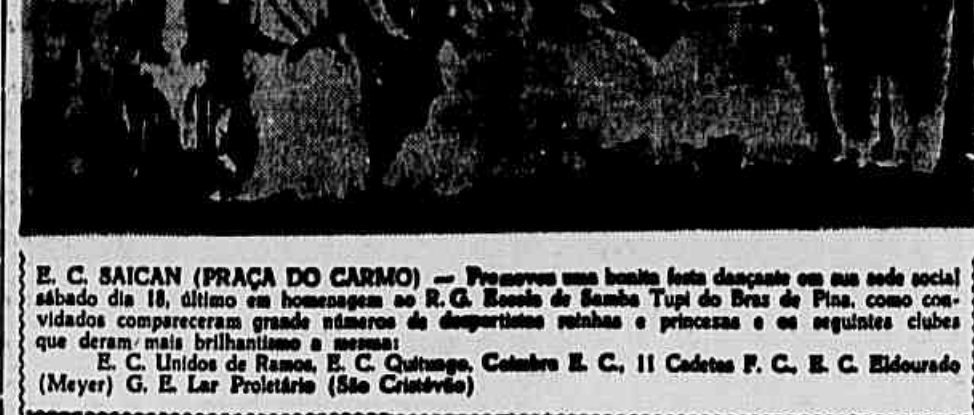 E. C. SAICAN (PRAÇA DO CARMO) — Promoveu uma bonita festa dançante em sua sede social
sábado dia 18, último em homenagem ao R. G. Escola de Samba Tupi do Bras de Pina, como con-
vidados compareceram grande números de desportistas rainhas e princezas e os seguintes clubes
que deram mais brilhantismo a mesma:
E. C. Unidos de Ramos, E. C. Quitungo, Coimbra E. C., 11 Cadetes F. C., E. C. Eldourado
(Meyer) G. E. Lar Proletário (São Cristóvão)